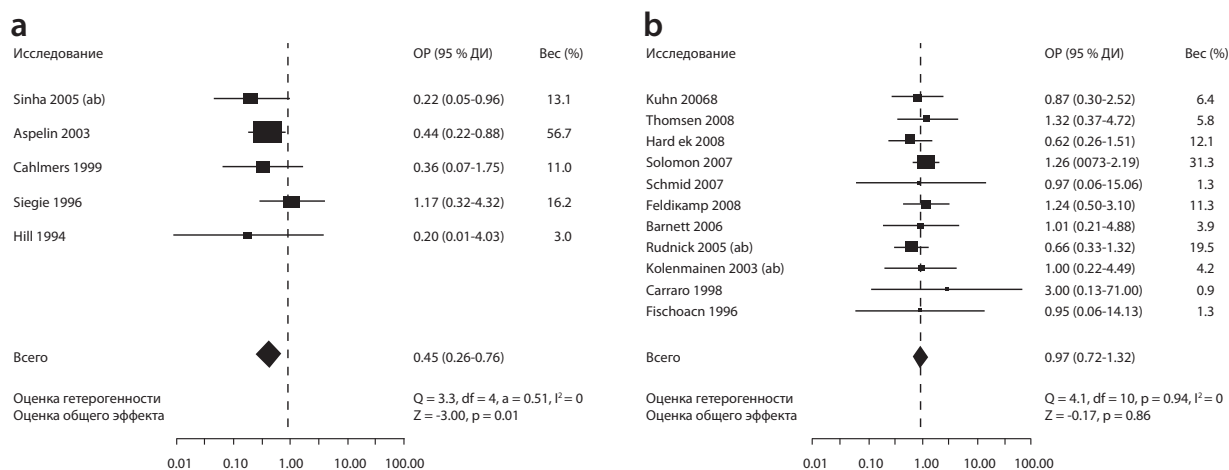 a
Исследование ОР (95 % ДИ) Вес (%)
Sinha 2005 (ab) 0.22 (0.05-0.96) 13.1
Aspelin 2003 0.44 (0.22-0.88) 56.7
Cahlmers 1999 0.36 (0.07-1.75) 11.0
Siegie 1996 1.17 (0.32-4.32) 16.2
Hill 1994 0.20 (0.01-4.03) 3.0
Всего 0.45 (0.26-0.76)
Оценка гетерогенности Q = 3.3, df = 4, a = 0.51, I² = 0
Оценка общего эффекта Z = -3.00, p = 0.01
0.01 0.10 1.00 10.00 100.00
b
Исследование ОР (95 % ДИ) Вес (%)
Kuhn 20068 0.87 (0.30-2.52) 6.4
Thomsen 2008 1.32 (0.37-4.72) 5.8
Hard ek 2008 0.62 (0.26-1.51) 12.1
Solomon 2007 1.26 (0073-2.19) 31.3
Schmid 2007 0.97 (0.06-15.06) 1.3
Feldiкamp 2008 1.24 (0.50-3.10) 11.3
Barnett 2006 1.01 (0.21-4.88) 3.9
Rudnick 2005 (ab) 0.66 (0.33-1.32) 19.5
Kolenmainen 2003 (ab) 1.00 (0.22-4.49) 4.2
Carraro 1998 3.00 (0.13-71.00) 0.9
Fischoacn 1996 0.95 (0.06-14.13) 1.3
Всего 0.97 (0.72-1.32)
Оценка гетерогенности Q = 4.1, df = 10, p = 0.94, I² = 0
Оценка общего эффекта Z = -0.17, p = 0.86
0.01 0.10 1.00 10.00 100.00